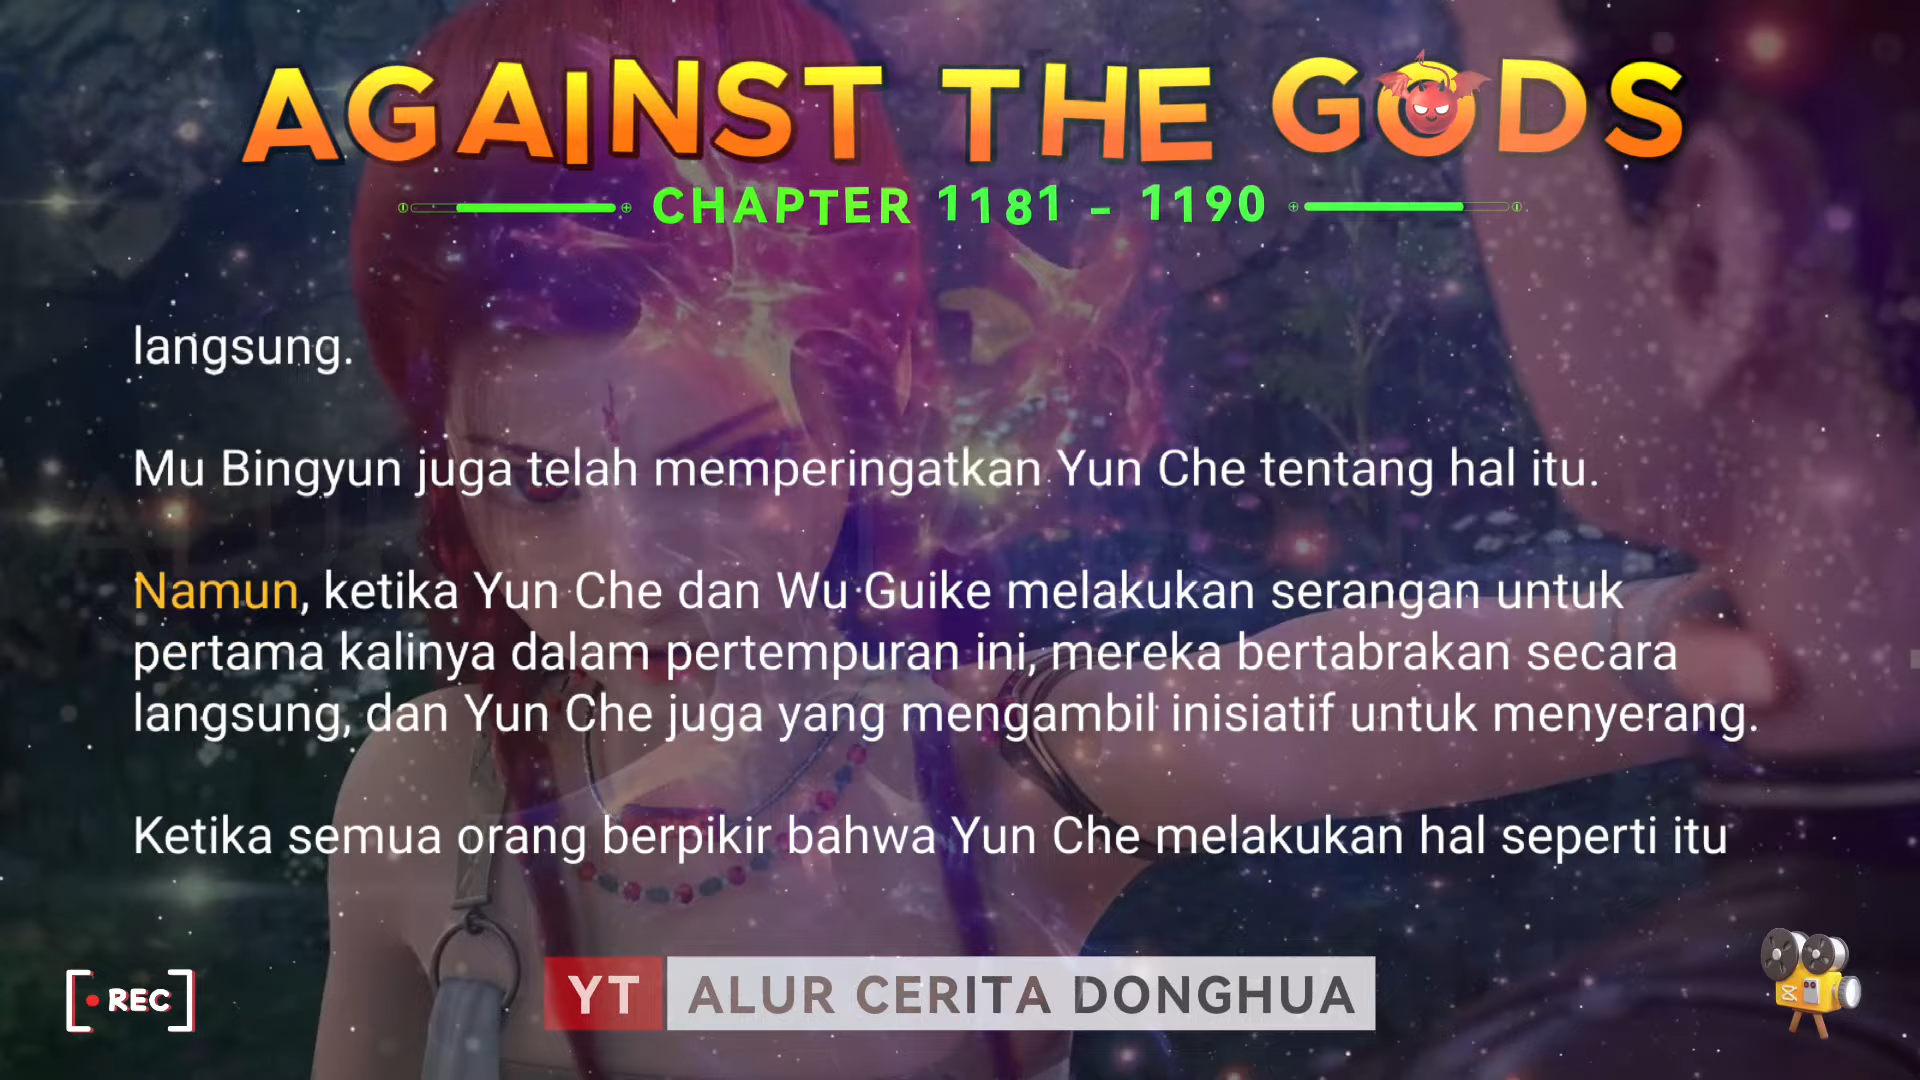 AGAINST THE GODS
CHAPTER 1181 - 1190
langsung.
Mu Bingyun juga telah memperingatkan Yun Che tentang hal itu.
Namun, ketika Yun Che dan Wu Guike melakukan serangan untuk
pertama kalinya dalam pertempuran ini, mereka bertabrakan secara
langsung, dan Yun Che juga yang mengambil inisiatif untuk menyerang.
Ketika semua orang berpikir bahwa Yun Che melakukan hal seperti itu
YT ALUR CERITA DONGHUA
REC